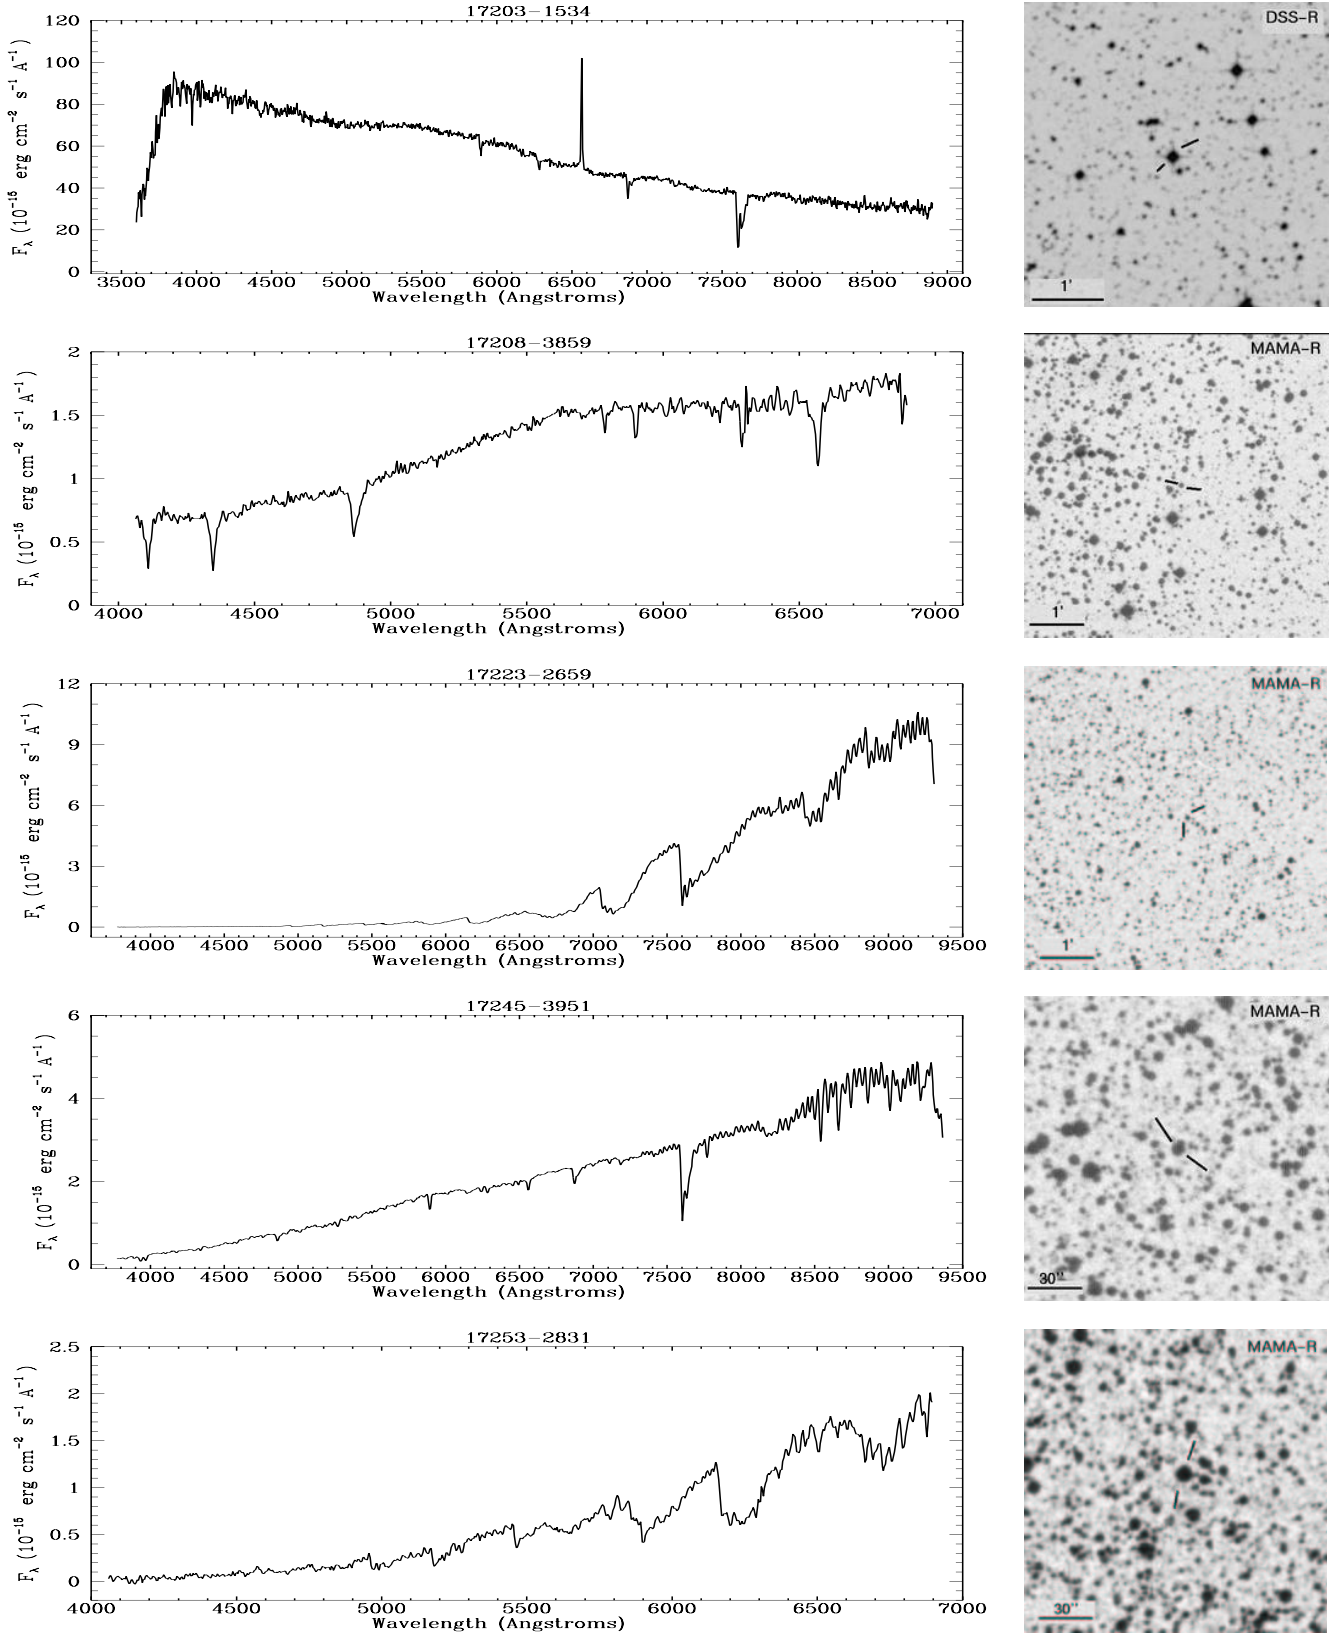 17203−1534
DSS−R
120
100
80
60
40
20
0
F_λ (10^−15 erg cm^−2 s^−1 A^−1)
3500 4000 4500 5000 5500 6000 6500 7000 7500 8000 8500 9000
Wavelength (Angstroms)
1'
17208−3859
MAMA−R
2
1.5
1
0.5
0
F_λ (10^−15 erg cm^−2 s^−1 A^−1)
4000 4500 5000 5500 6000 6500 7000
Wavelength (Angstroms)
1'
17223−2659
MAMA−R
12
9
6
3
0
F_λ (10^−15 erg cm^−2 s^−1 A^−1)
4000 4500 5000 5500 6000 6500 7000 7500 8000 8500 9000 9500
Wavelength (Angstroms)
1'
17245−3951
MAMA−R
6
4
2
0
F_λ (10^−15 erg cm^−2 s^−1 A^−1)
4000 4500 5000 5500 6000 6500 7000 7500 8000 8500 9000 9500
Wavelength (Angstroms)
30''
17253−2831
MAMA−R
2.5
2
1.5
1
0.5
0
F_λ (10^−15 erg cm^−2 s^−1 A^−1)
4000 4500 5000 5500 6000 6500 7000
Wavelength (Angstroms)
30''